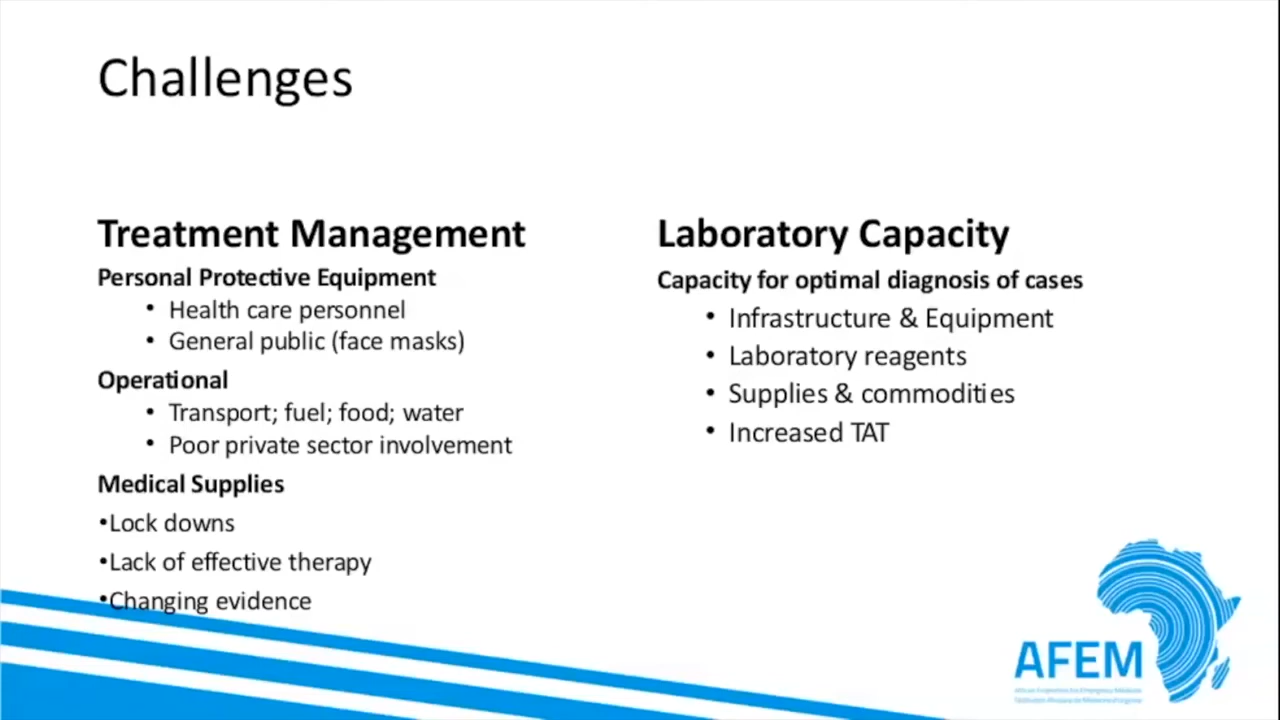 Challenges
Treatment Management
Personal Protective Equipment
• Health care personnel
• General public (face masks)
Operational
• Transport; fuel; food; water
• Poor private sector involvement
Medical Supplies
•Lock downs
•Lack of effective therapy
•Changing evidence
Laboratory Capacity
Capacity for optimal diagnosis of cases
• Infrastructure & Equipment
• Laboratory reagents
• Supplies & commodities
• Increased TAT
AFEM